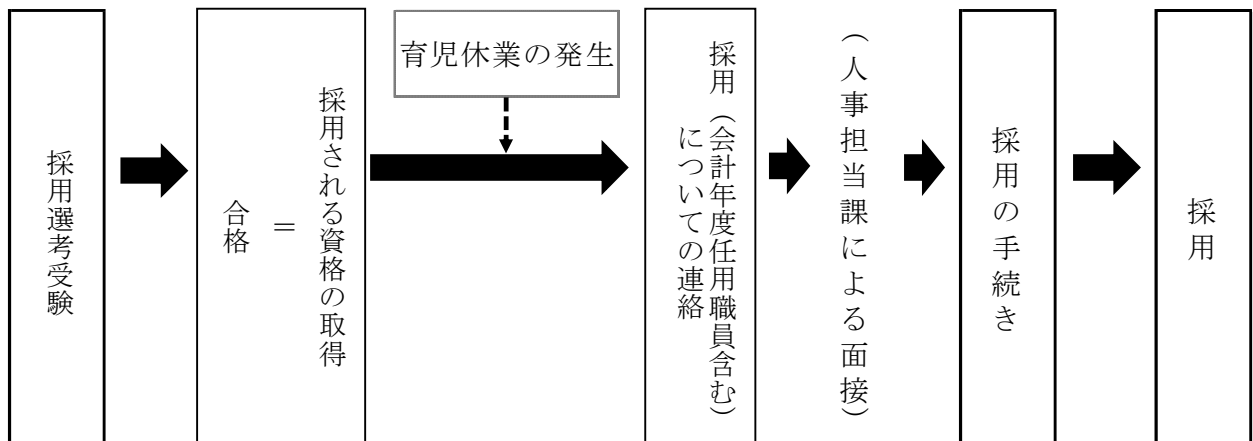 採用選考受験
合格
＝
採用される資格の取得
育児休業の発生
採用（会計年度任用職員含む）
についての連絡
（人事担当課による面接）
採用の手続き
採用